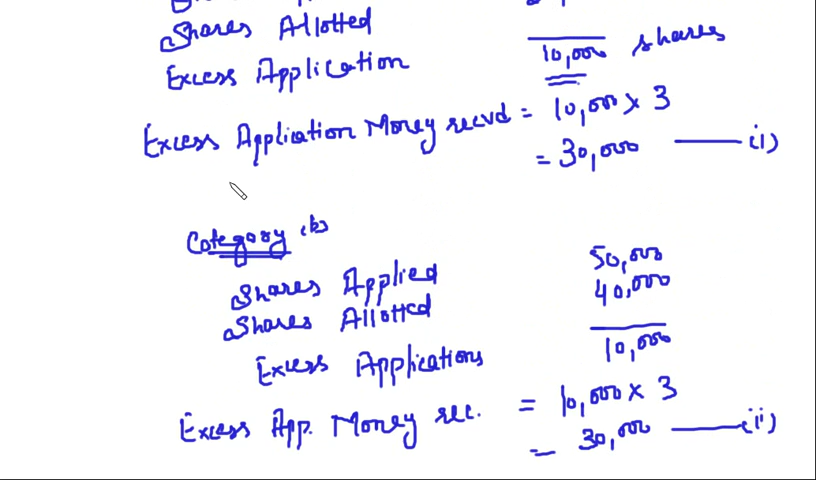 Shares Allotted
Excess Application 10,000 shares
Excess Application Money recvd = 10,000 x 3
= 30,000 —— (i)
Category (b)
Shares Applied 50,000
Shares Allotted 40,000
Excess Applications 10,000
Excess App. Money rec. = 10,000 x 3
= 30,000 —— (ii)